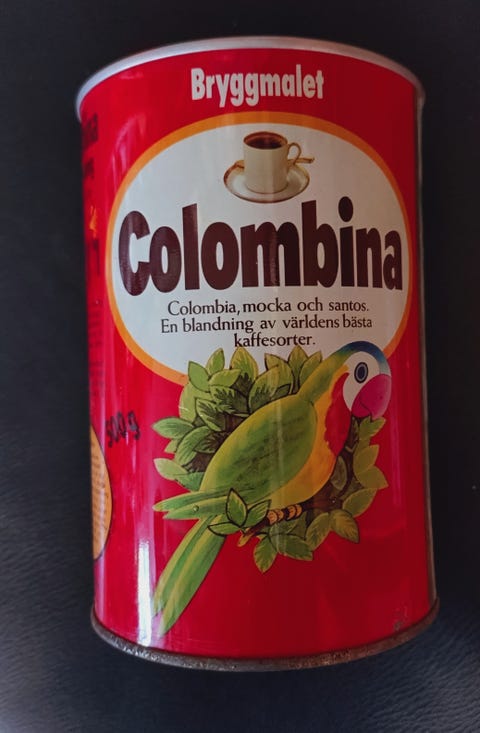 Bryggmalet
Colombina
Colombia, mocka och santos.
En blandning av världens bästa
kaffesorter.
500 g